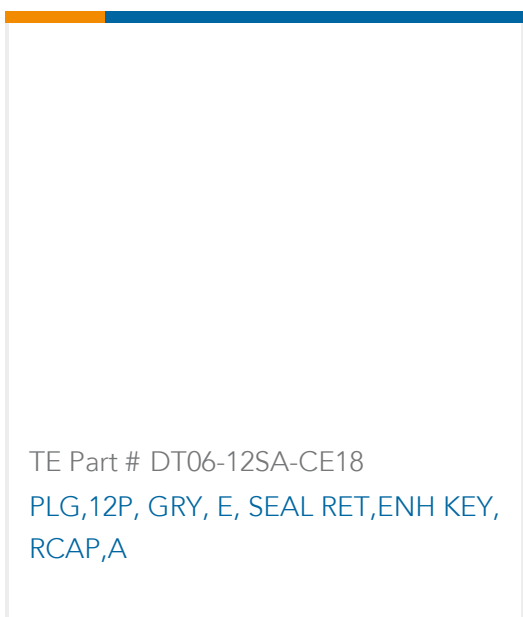 TE Part # DT06-12SA-CE18
PLG,12P, GRY, E, SEAL RET,ENH KEY,
RCAP,A